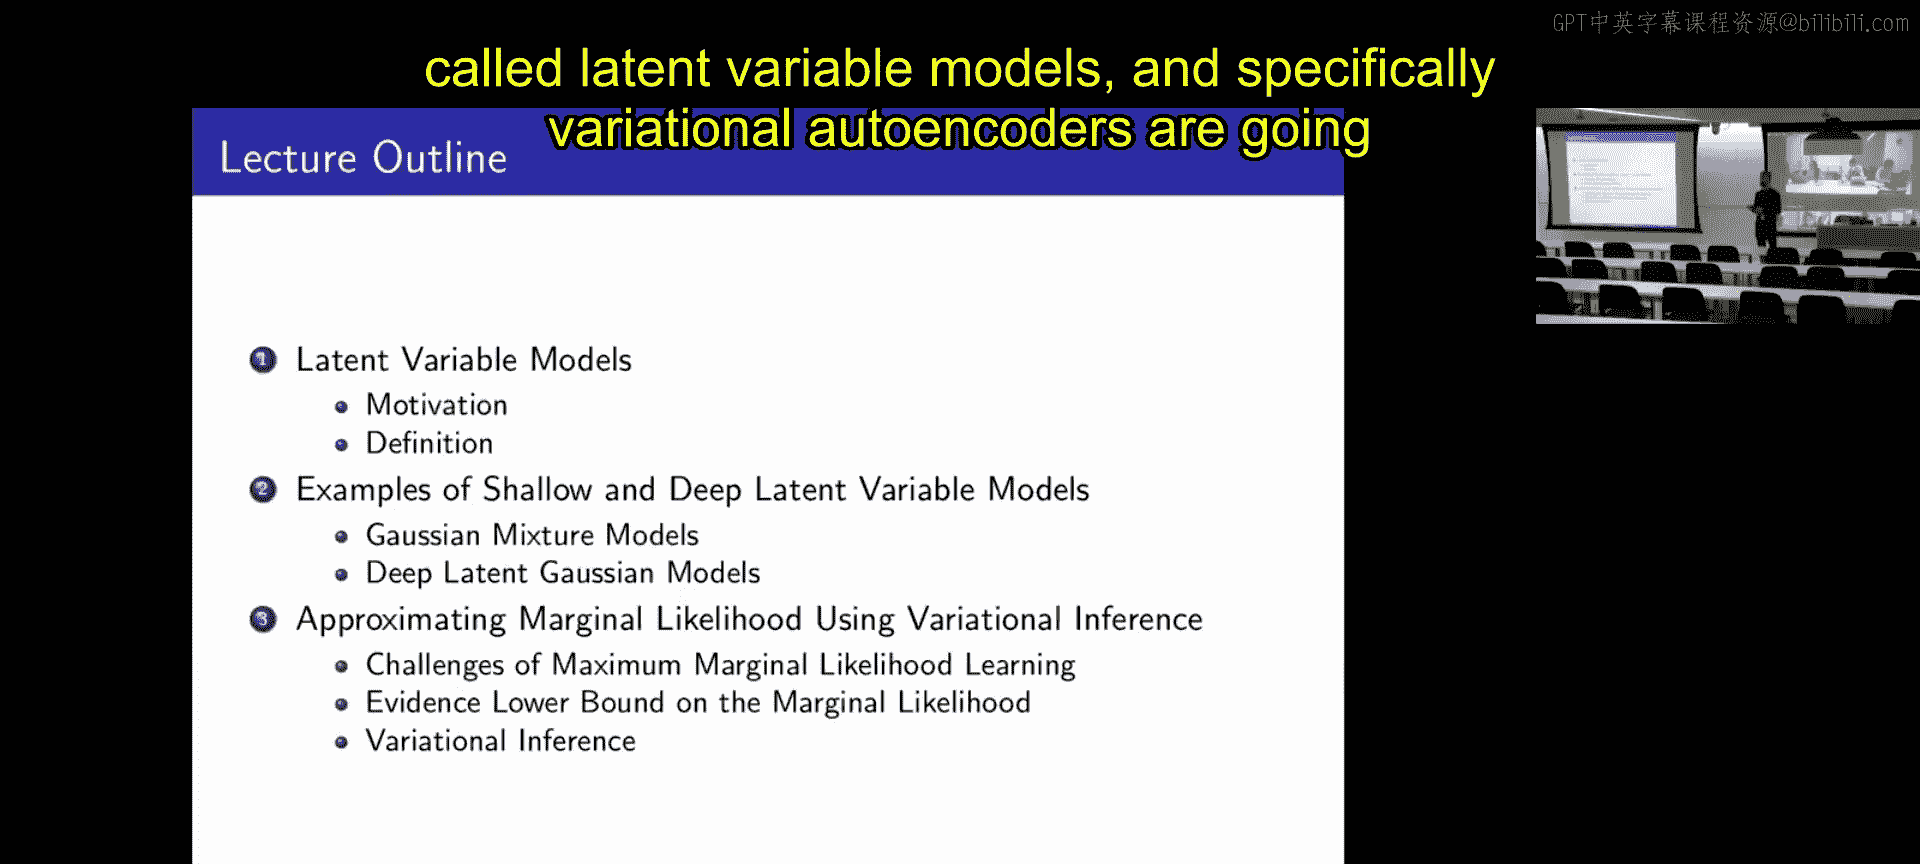 GPT中英字幕课程资源@bilibili.com
called latent variable models, and specifically
variational autoencoders are going
Lecture Outline
1 Latent Variable Models
Motivation
Definition
2 Examples of Shallow and Deep Latent Variable Models
Gaussian Mixture Models
Deep Latent Gaussian Models
3 Approximating Marginal Likelihood Using Variational Inference
Challenges of Maximum Marginal Likelihood Learning
Evidence Lower Bound on the Marginal Likelihood
Variational Inference